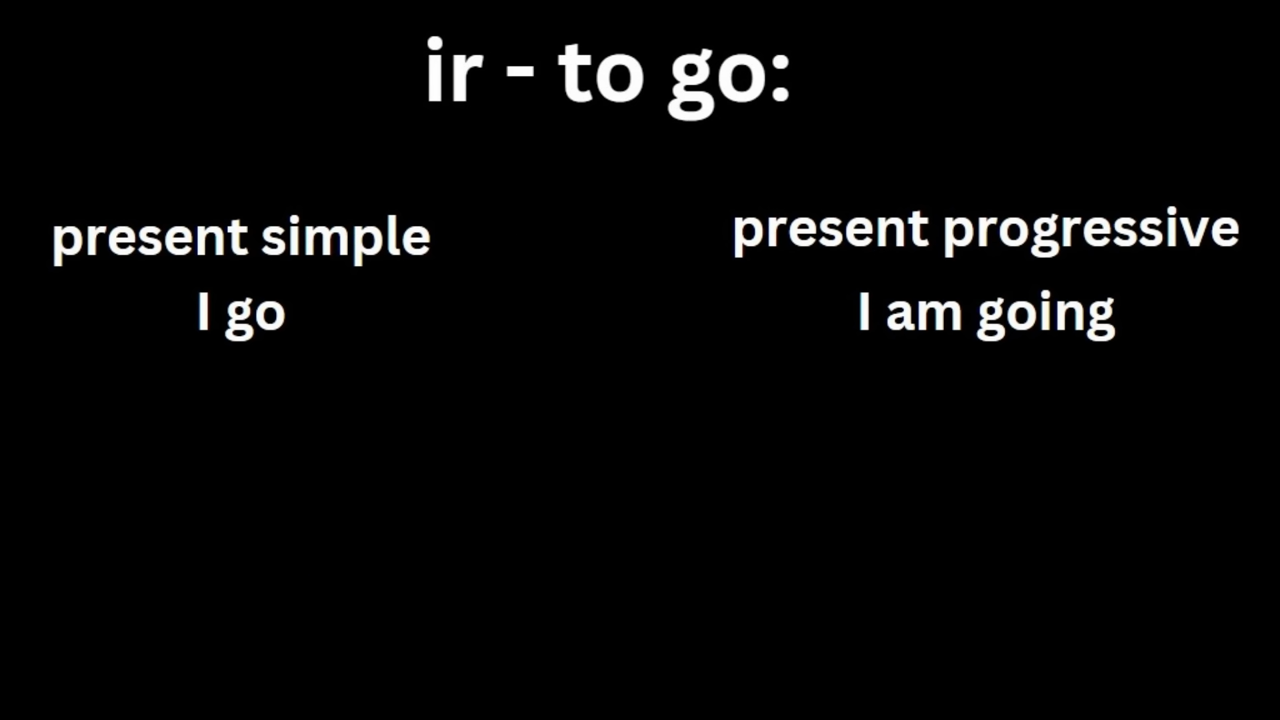 ir - to go:
present simple
I go
present progressive
I am going